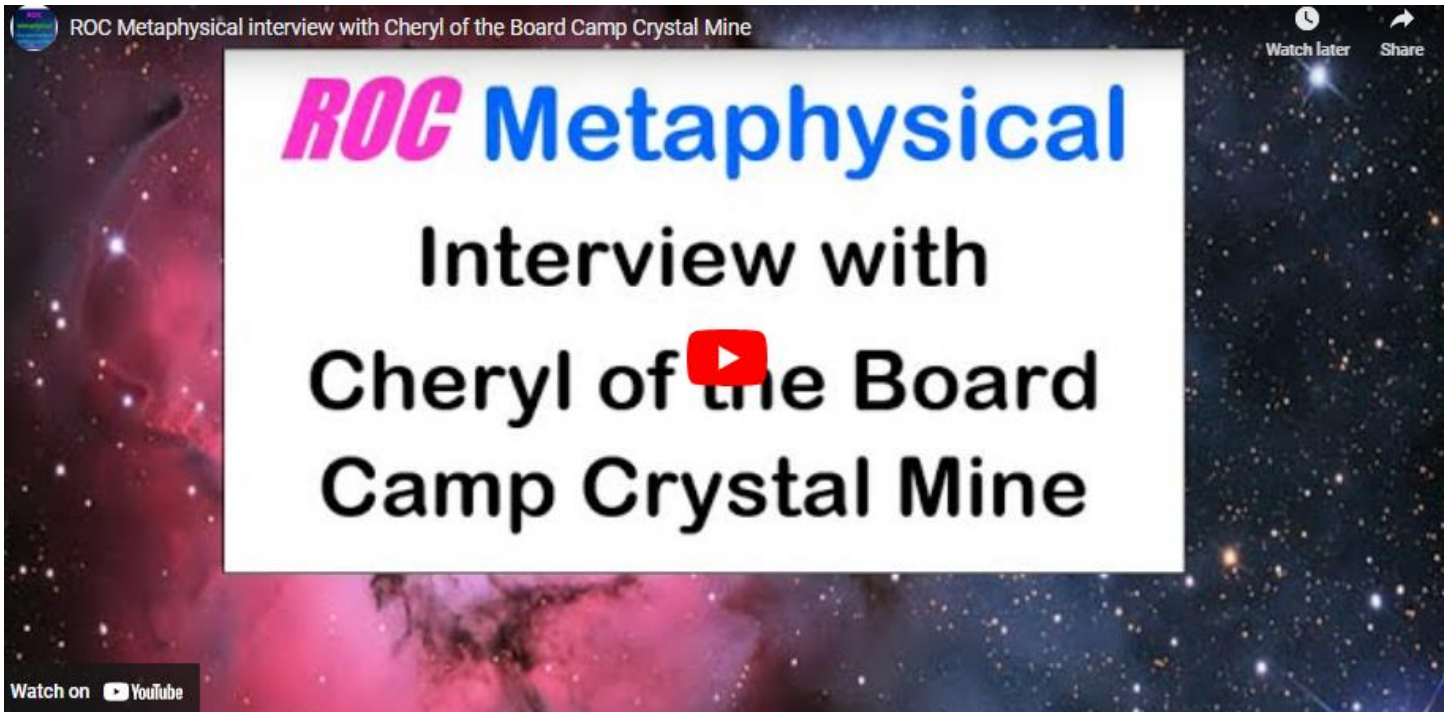 ROC Metaphysical interview with Cheryl of the Board Camp Crystal Mine
Watch later
Share
ROC Metaphysical
Interview with
Cheryl of the Board
Camp Crystal Mine
Watch on YouTube